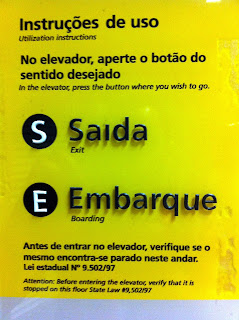 Instruções de uso
Utilization instructions
No elevador, aperte o botão do
sentido desejado
In the elevator, press the button where you wish to go.
S Saída
Exit
E Embarque
Boarding
Antes de entrar no elevador, verifique se o
mesmo encontra-se parado neste andar.
Lei estadual Nº 9.502/97
Attention: Before entering the elevator, verify that it is
stopped on this floor State Law #9,502/97